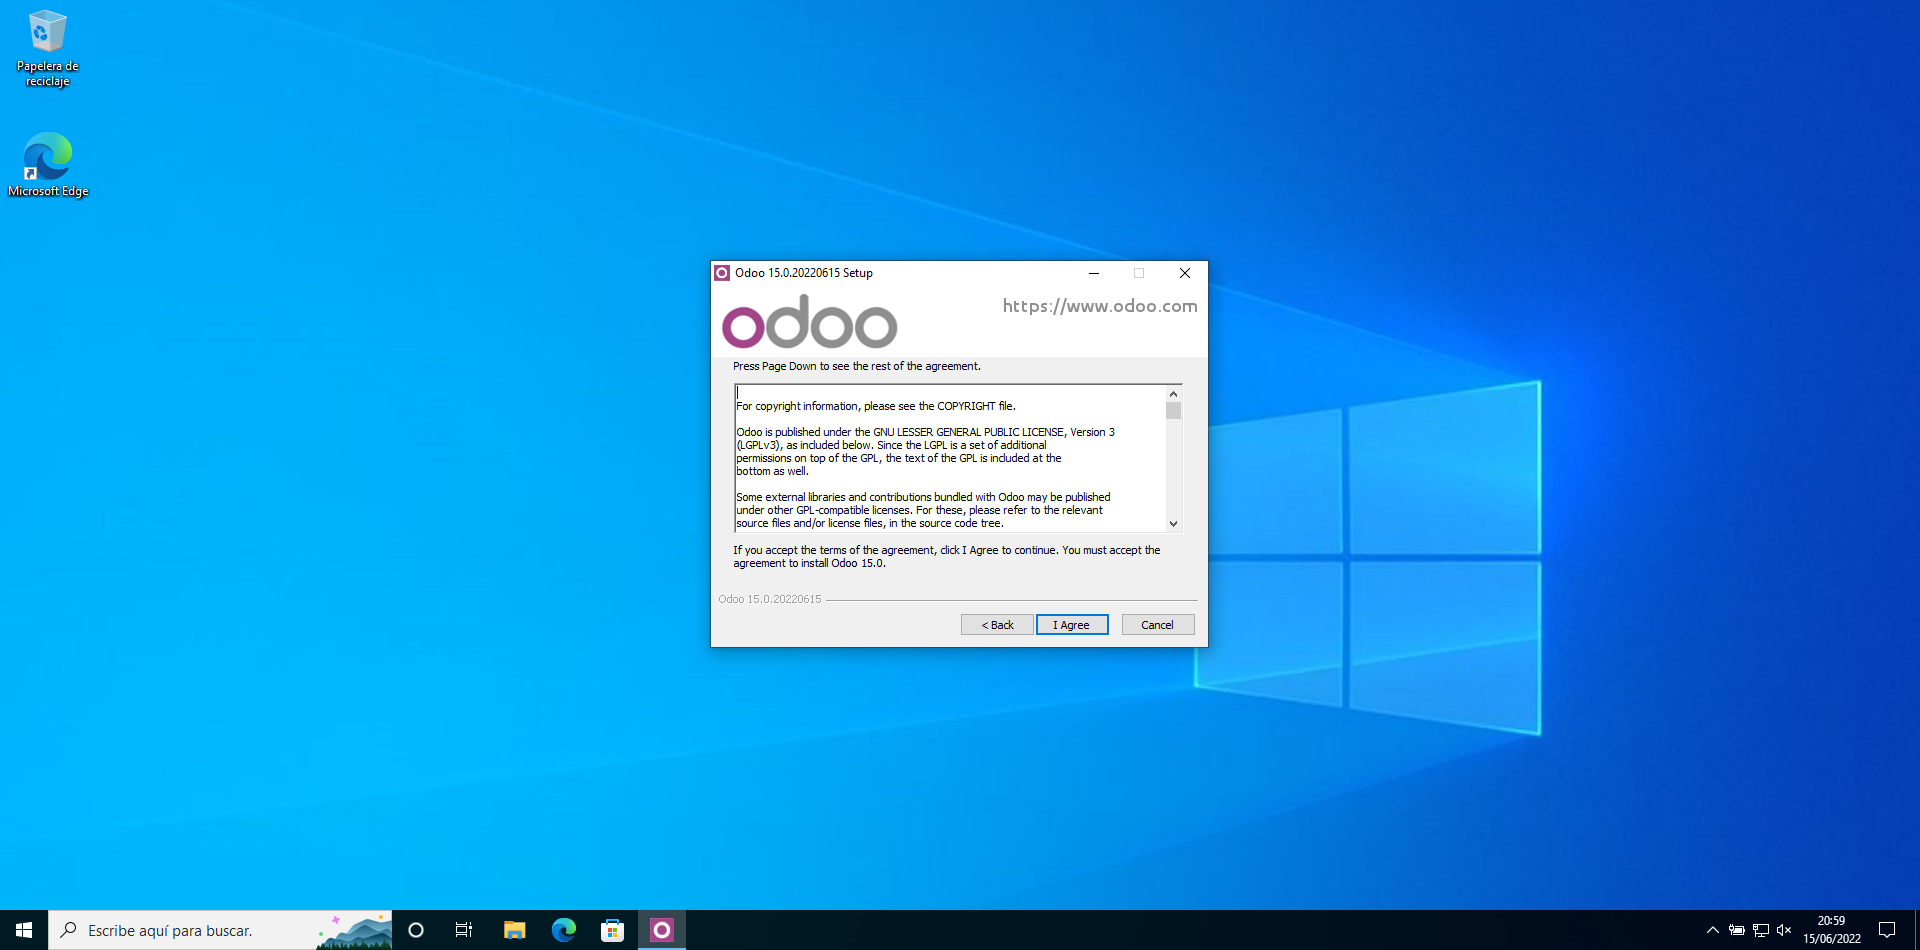 Papelera de
reciclaje
Microsoft Edge
Odoo 15.0.20220615 Setup
odoo
https://www.odoo.com
Press Page Down to see the rest of the agreement.
For copyright information, please see the COPYRIGHT file.
Odoo is published under the GNU LESSER GENERAL PUBLIC LICENSE, Version 3
(LGPLv3), as included below. Since the LGPL is a set of additional
permissions on top of the GPL, the text of the GPL is included at the
bottom as well.
Some external libraries and contributions bundled with Odoo may be published
under other GPL-compatible licenses. For these, please refer to the relevant
source files and/or license files, in the source code tree.
If you accept the terms of the agreement, click I Agree to continue. You must accept the
agreement to install Odoo 15.0.
Odoo 15.0.20220615
< Back
I Agree
Cancel
Escribe aquí para buscar.
20:59
15/06/2022